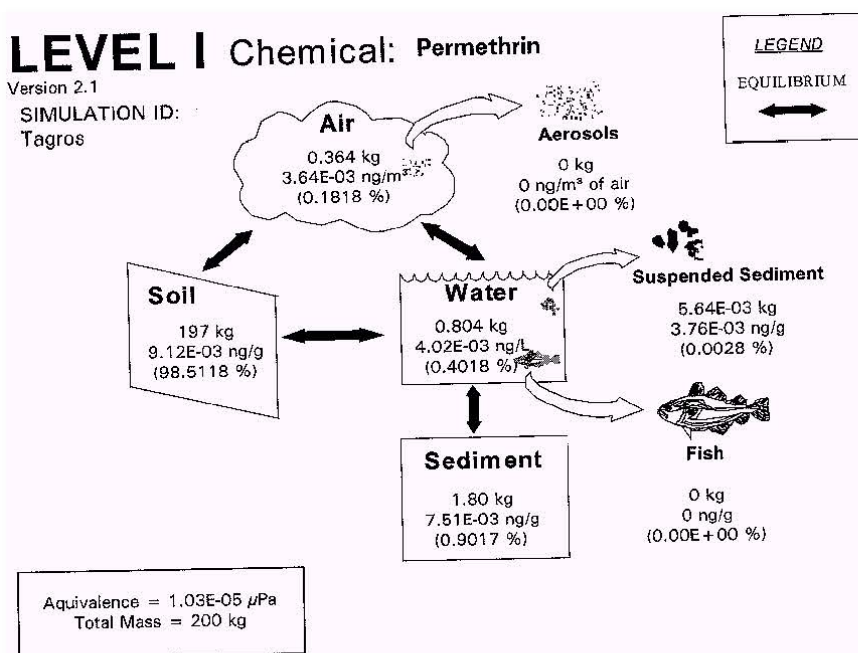 LEVEL I Chemical: Permethrin
Version 2.1
SIMULATION ID:
Tagros
LEGEND
EQUILIBRIUM
Air
0.364 kg
3.64E-03 ng/m³
(0.1818 %)
Aerosols
0 kg
0 ng/m³ of air
(0.00E+00 %)
Soil
197 kg
9.12E-03 ng/g
(98.5118 %)
Water
0.804 kg
4.02E-03 ng/L
(0.4018 %)
Suspended Sediment
5.64E-03 kg
3.76E-03 ng/g
(0.0028 %)
Sediment
1.80 kg
7.51E-03 ng/g
(0.9017 %)
Fish
0 kg
0 ng/g
(0.00E+00 %)
Aquivalence = 1.03E-05 µPa
Total Mass = 200 kg